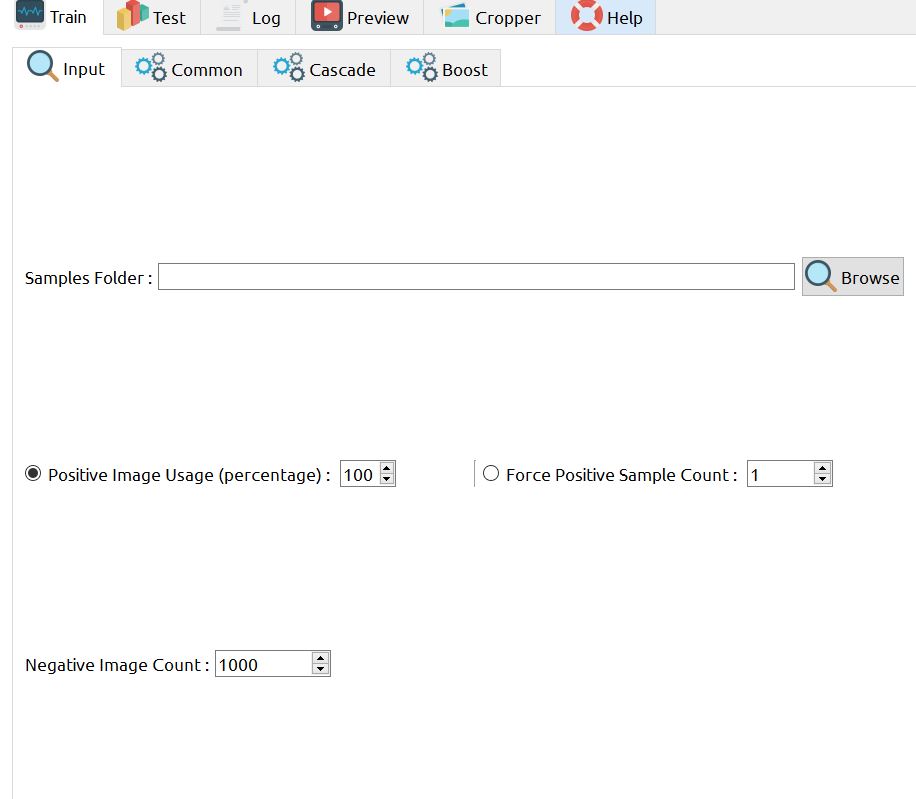 Train Test Log Preview Cropper Help
Input Common Cascade Boost
Samples Folder : Browse
Positive Image Usage (percentage) : 100 Force Positive Sample Count : 1
Negative Image Count : 1000